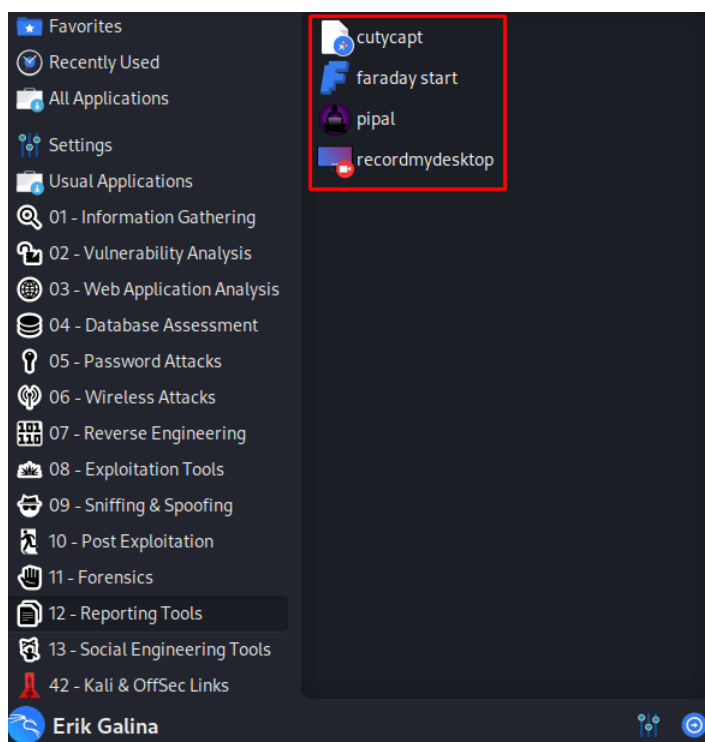 Favorites
Recently Used
All Applications
Settings
Usual Applications
01 - Information Gathering
02 - Vulnerability Analysis
03 - Web Application Analysis
04 - Database Assessment
05 - Password Attacks
06 - Wireless Attacks
07 - Reverse Engineering
08 - Exploitation Tools
09 - Sniffing & Spoofing
10 - Post Exploitation
11 - Forensics
12 - Reporting Tools
13 - Social Engineering Tools
42 - Kali & OffSec Links
Erik Galina
cutycapt
faraday start
pipal
recordmydesktop